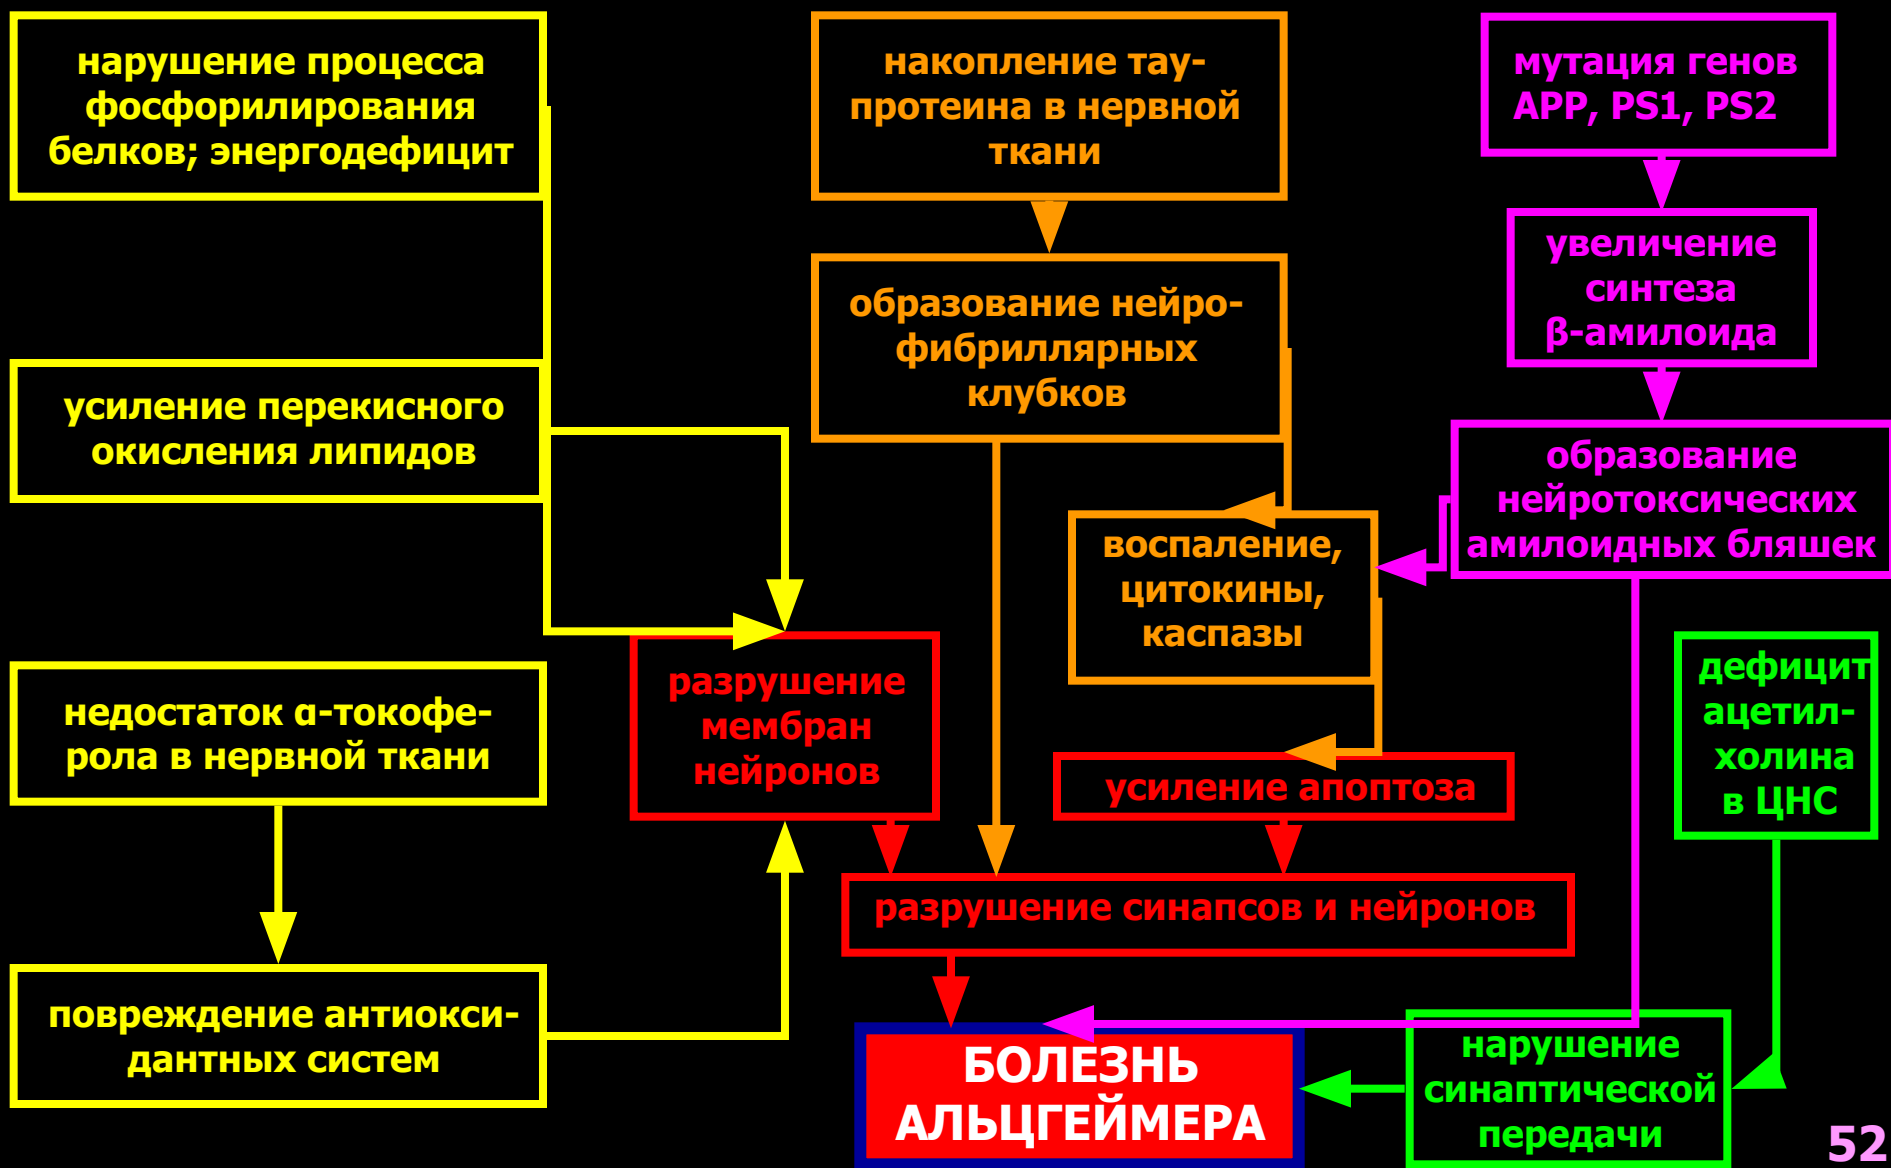 нарушение процесса
фосфорилирования
белков; энергодефицит
накопление тау-
протеина в нервной
ткани
мутация генов
APP, PS1, PS2
увеличение
синтеза
β-амилоида
образование нейро-
фибриллярных
клубков
усиление перекисного
окисления липидов
образование
нейротоксических
амилоидных бляшек
воспаление,
цитокины,
каспазы
недостаток α-токофе-
рола в нервной ткани
разрушение
мембран
нейронов
дефицит
ацетил-
холина
в ЦНС
усиление апоптоза
разрушение синапсов и нейронов
повреждение антиокси-
дантных систем
БОЛЕЗНЬ
АЛЬЦГЕЙМЕРА
нарушение
синаптической
передачи
52